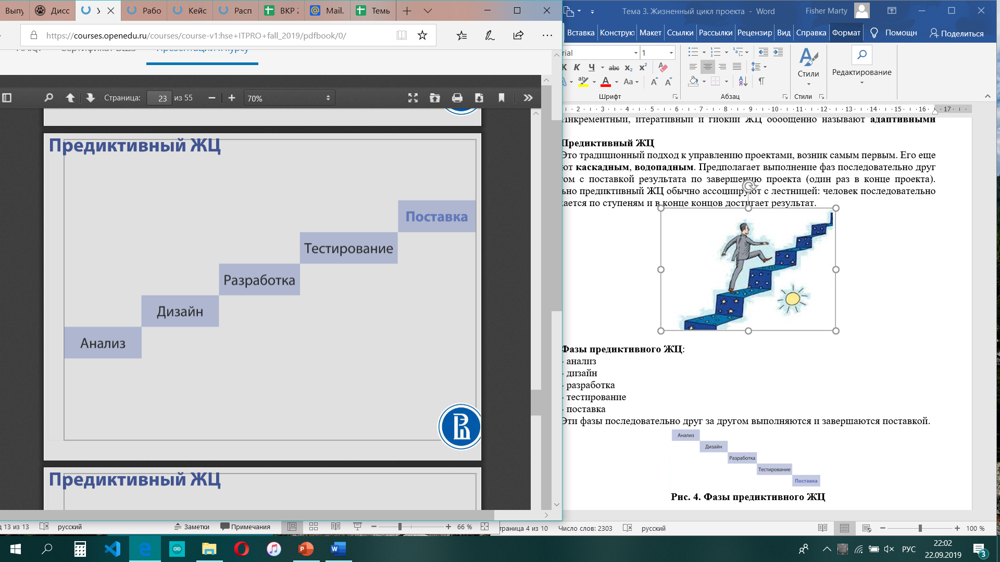 Выпу
Дисс
У
Рабо
Кейс
Расп
ВКР 2
Mail.
Темь
https://courses.openedu.ru/courses/course-v1:hse+ITPRO+fall_2019/pdfbook/0/
Презентации к курсу
Страница: 23 из 55
70%
Предиктивный ЖЦ
Поставка
Тестирование
Разработка
Дизайн
Анализ
Предиктивный ЖЦ
д 13 из 13
русский
Заметки
Примечания
66 %
Тема 3. Жизненный цикл проекта - Word
Fisher Marty
Вставка
Конструкт
Макет
Ссылки
Рассылки
Рецензир
Вид
Справка
Формат
Помощн
Поделиться
rial
1
Ж К Ч abc x₂ x²
Aa
Шрифт
Абзац
Стили
Стили
Редактирование
2 3 4 5 6 7 8 9 10 11 12 13 14 15 16 17
Инкрементный, итеративный и гибкий ЖЦ обобщенно называют адаптивными
Предиктивный ЖЦ
Это традиционный подход к управлению проектами, возник самым первым. Его еще
ют каскадным, водопадным. Предполагает выполнение фаз последовательно друг
ом с поставкой результата по завершению проекта (один раз в конце проекта).
ьно предиктивный ЖЦ обычно ассоциируют с лестницей: человек последовательно
ается по ступеням и в конце концов достигает результат.
Фазы предиктивного ЖЦ:
- анализ
- дизайн
- разработка
- тестирование
- поставка
Эти фазы последовательно друг за другом выполняются и завершаются поставкой.
Анализ
Дизайн
Разработка
Тестирование
Поставка
Рис. 4. Фазы предиктивного ЖЦ
траница 4 из 10
Число слов: 2303
русский
100 %
РУС
22:02
22.09.2019
3